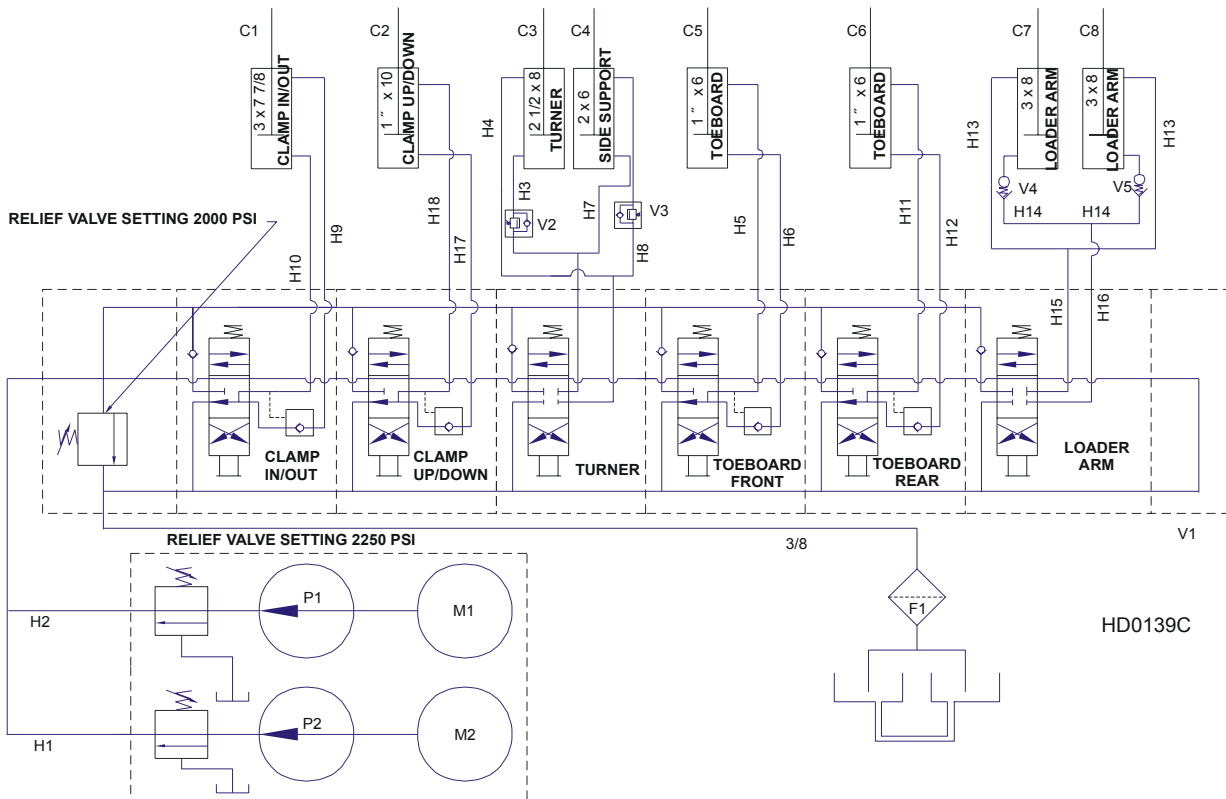 C1
C2
C3
C4
C5
C6
C7
C8
3 x 7 7/8
CLAMP IN/OUT
1 ″ x 10
CLAMP UP/DOWN
2 1/2 x 8
TURNER
2 x 6
SIDE SUPPORT
1 ″ x 6
TOEBOARD
1 ″ x 6
TOEBOARD
3 x 8
LOADER ARM
3 x 8
LOADER ARM
H4
H13
H13
H3
H7
V2
V3
V4
V5
H14
H14
RELIEF VALVE SETTING 2000 PSI
H10
H9
H18
H17
H8
H5
H6
H11
H12
H15
H16
CLAMP
IN/OUT
CLAMP
UP/DOWN
TURNER
TOEBOARD
FRONT
TOEBOARD
REAR
LOADER
ARM
V1
RELIEF VALVE SETTING 2250 PSI
3/8
P1
M1
F1
H2
HD0139C
P2
M2
H1